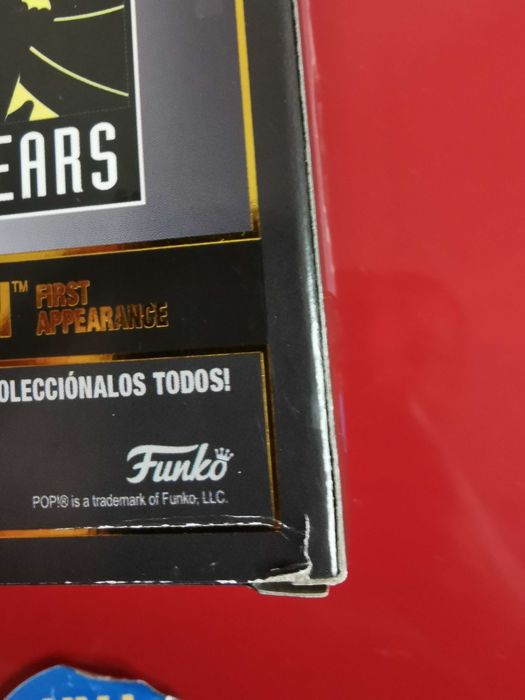 EARS
™ FIRST
APPEARANCE
OLECCIÓNALOS TODOS!
Funko
POP!® is a trademark of Funko, LLC.